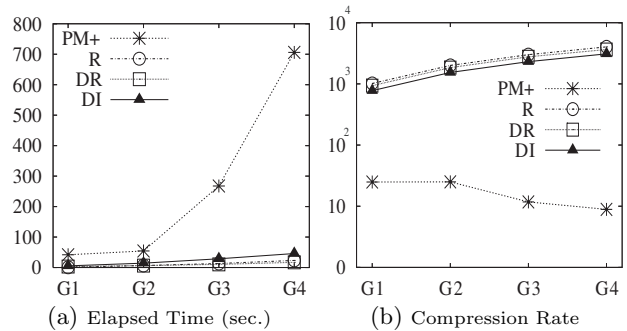 800
700
600
500
400
300
200
100
0
PM+
R
DR
DI
G1 G2 G3 G4
(a) Elapsed Time (sec.)
10^4
10^3
10^2
10
0
PM+
R
DR
DI
G1 G2 G3 G4
(b) Compression Rate